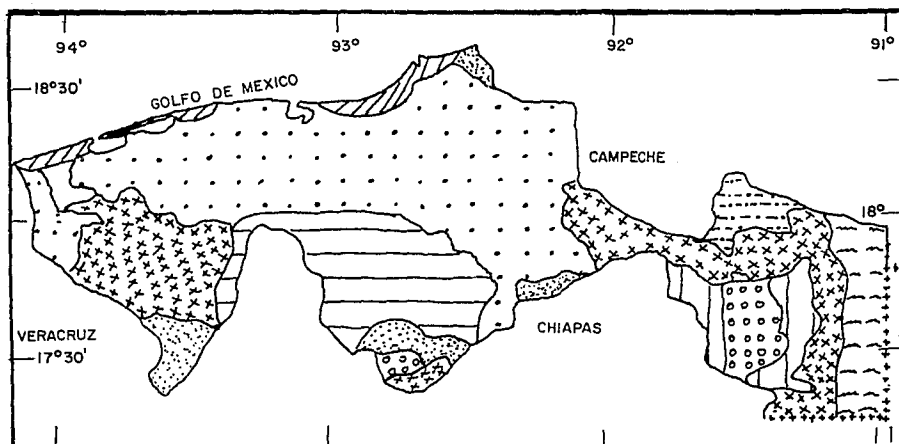 94° 93° 92° 91°
18°30'
GOLFO DE MEXICO
CAMPECHE
18°
VERACRUZ
CHIAPAS
17°30'